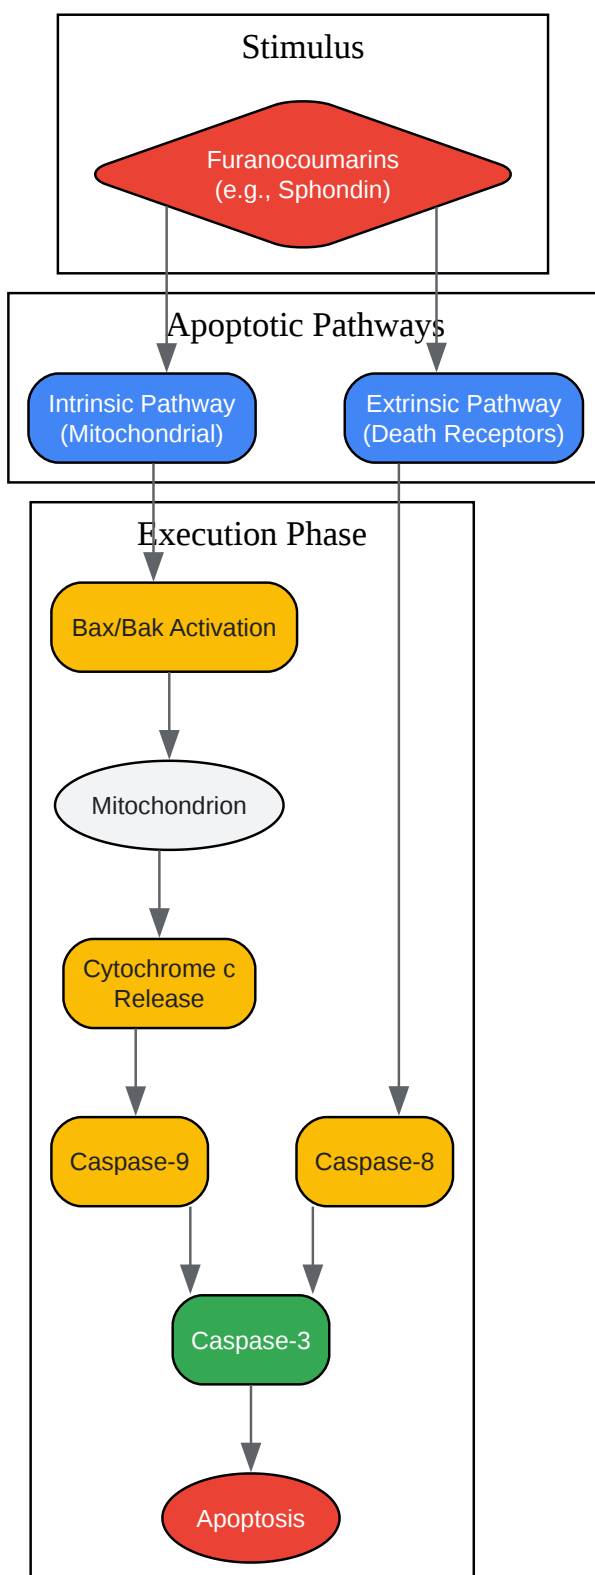 Stimulus
Furanocoumarins
(e.g., Sphondin)
Apoptotic Pathways
Intrinsic Pathway
(Mitochondrial)
Extrinsic Pathway
(Death Receptors)
Execution Phase
Bax/Bak Activation
Mitochondrion
Cytochrome c
Release
Caspase-9
Caspase-8
Caspase-3
Apoptosis